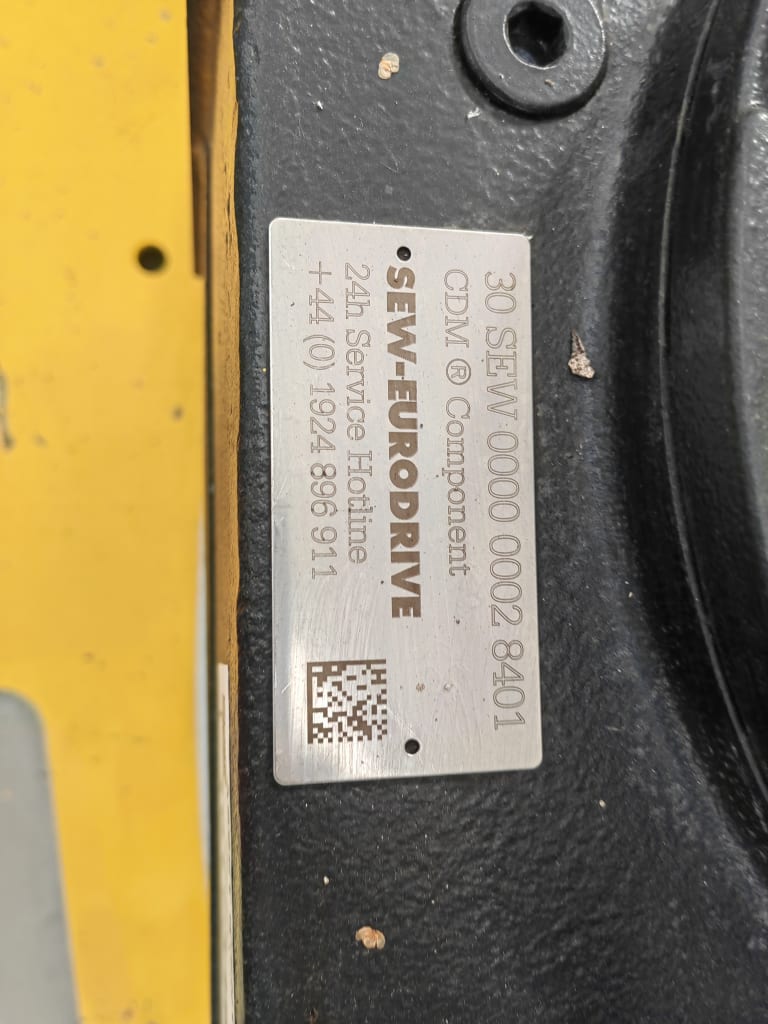 30 SEW 0000 0002 8401
CDM ® Component
SEW-EURODRIVE
24h Service Hotline
+44 (0) 1924 896 911